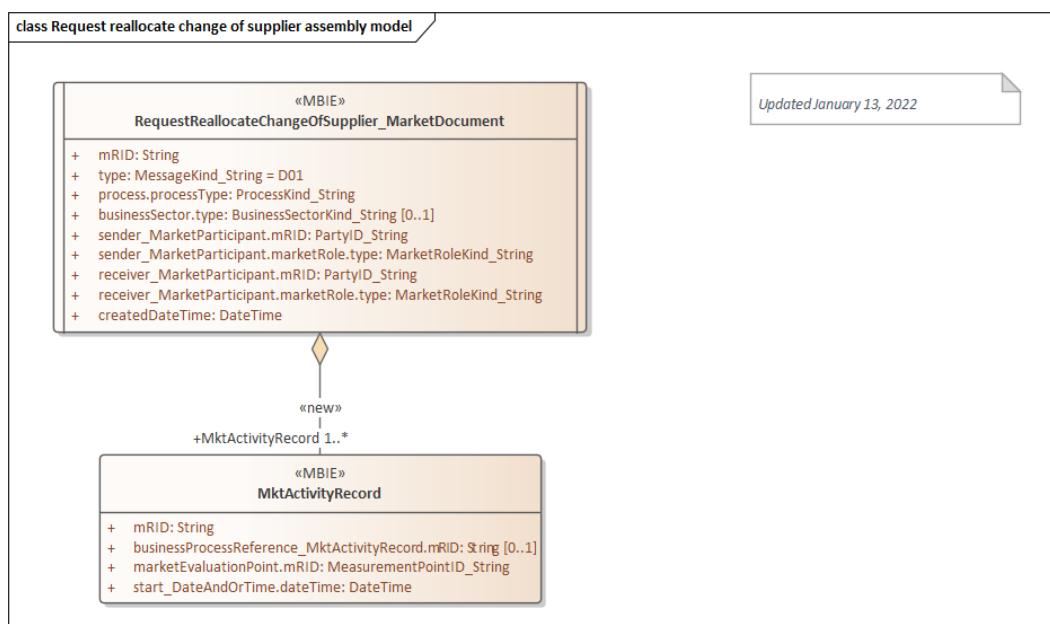 class Request reallocate change of supplier assembly model
«MBIE»
RequestReallocateChangeOfSupplier_MarketDocument
+ mRID: String
+ type: MessageKind_String = D01
+ process.processType: ProcessKind_String
+ businessSector.type: BusinessSectorKind_String [0..1]
+ sender_MarketParticipant.mRID: PartyID_String
+ sender_MarketParticipant.marketRole.type: MarketRoleKind_String
+ receiver_MarketParticipant.mRID: PartyID_String
+ receiver_MarketParticipant.marketRole.type: MarketRoleKind_String
+ createdDateTime: DateTime
Updated January 13, 2022
«new»
+MktActivityRecord 1..*
«MBIE»
MktActivityRecord
+ mRID: String
+ businessProcessReference_MktActivityRecord.mRID: String [0..1]
+ marketEvaluationPoint.mRID: MeasurementPointID_String
+ start_DateAndOrTime.dateTime: DateTime